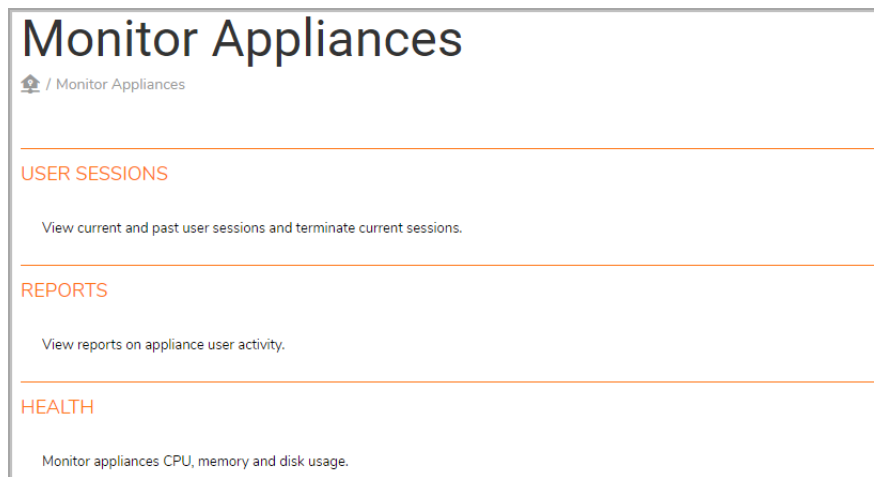 Monitor Appliances
/ Monitor Appliances
USER SESSIONS
View current and past user sessions and terminate current sessions.
REPORTS
View reports on appliance user activity.
HEALTH
Monitor appliances CPU, memory and disk usage.